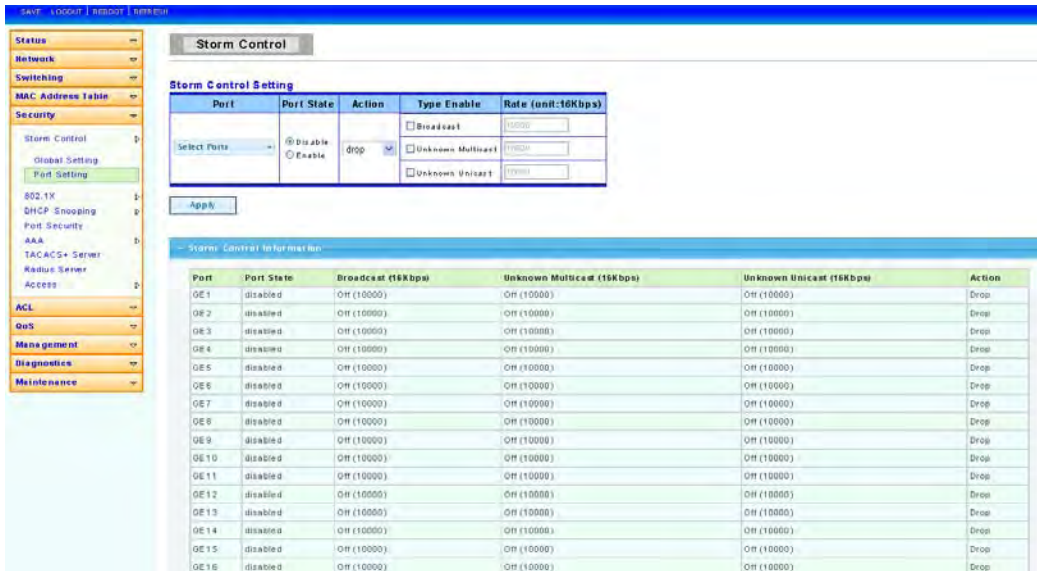 SAVE LOGOUT | REBOOT | REFRESH
Status
Network
Switching
MAC Address Table
Security
Storm Control
Global Setting
Port Setting
802.1X
DHCP Snooping
Port Security
AAA
TACACS+ Server
Radius Server
Access
ACL
QoS
Management
Diagnostics
Maintenance
Storm Control
Storm Control Setting
Port Port State Action Type Enable Rate (unit:16Kbps)
Select Ports Disable Enable drop
Broadcast 10000
Unknown Multicast 10000
Unknown Unicast 10000
Apply
Storm Control Information
Port Port State Broadcast (16Kbps) Unknown Multicast (16Kbps) Unknown Unicast (16Kbps) Action
GE1 disabled Off (10000) Off (10000) Off (10000) Drop
GE2 disabled Off (10000) Off (10000) Off (10000) Drop
GE3 disabled Off (10000) Off (10000) Off (10000) Drop
GE4 disabled Off (10000) Off (10000) Off (10000) Drop
GE5 disabled Off (10000) Off (10000) Off (10000) Drop
GE6 disabled Off (10000) Off (10000) Off (10000) Drop
GE7 disabled Off (10000) Off (10000) Off (10000) Drop
GE8 disabled Off (10000) Off (10000) Off (10000) Drop
GE9 disabled Off (10000) Off (10000) Off (10000) Drop
GE10 disabled Off (10000) Off (10000) Off (10000) Drop
GE11 disabled Off (10000) Off (10000) Off (10000) Drop
GE12 disabled Off (10000) Off (10000) Off (10000) Drop
GE13 disabled Off (10000) Off (10000) Off (10000) Drop
GE14 disabled Off (10000) Off (10000) Off (10000) Drop
GE15 disabled Off (10000) Off (10000) Off (10000) Drop
GE16 disabled Off (10000) Off (10000) Off (10000) Drop